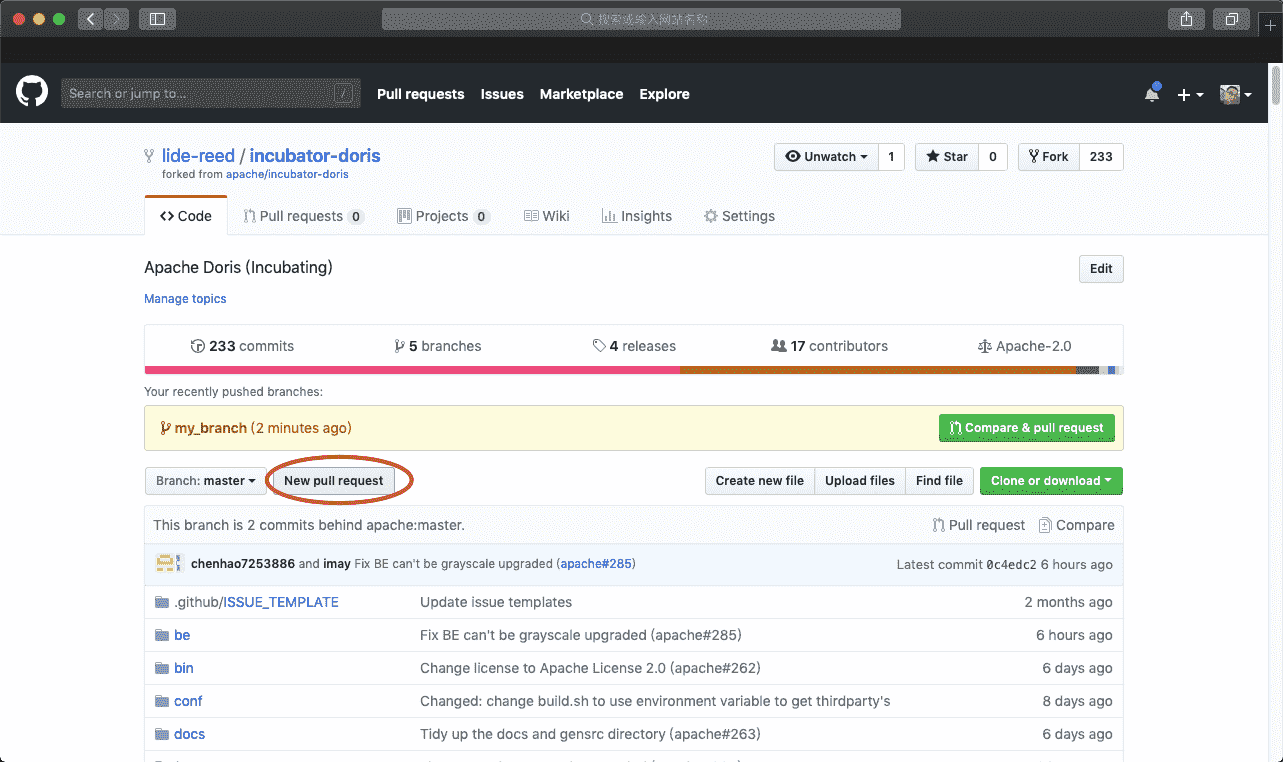 搜索或输入网站名称
Search or jump to... /
Pull requests Issues Marketplace Explore
lide-reed / incubator-doris
forked from apache/incubator-doris
Unwatch 1 Star 0 Fork 233
Code Pull requests 0 Projects 0 Wiki Insights Settings
Apache Doris (Incubating)
Edit
Manage topics
233 commits 5 branches 4 releases 17 contributors Apache-2.0
Your recently pushed branches:
my_branch (2 minutes ago) Compare & pull request
Branch: master New pull request Create new file Upload files Find file Clone or download
This branch is 2 commits behind apache:master. Pull request Compare
chenhao7253886 and imay Fix BE can't be grayscale upgraded (apache#285) Latest commit 0c4edc2 6 hours ago
.github/ISSUE_TEMPLATE Update issue templates 2 months ago
be Fix BE can't be grayscale upgraded (apache#285) 6 hours ago
bin Change license to Apache License 2.0 (apache#262) 6 days ago
conf Changed: change build.sh to use environment variable to get thirdparty's 8 days ago
docs Tidy up the docs and gensrc directory (apache#263) 6 days ago